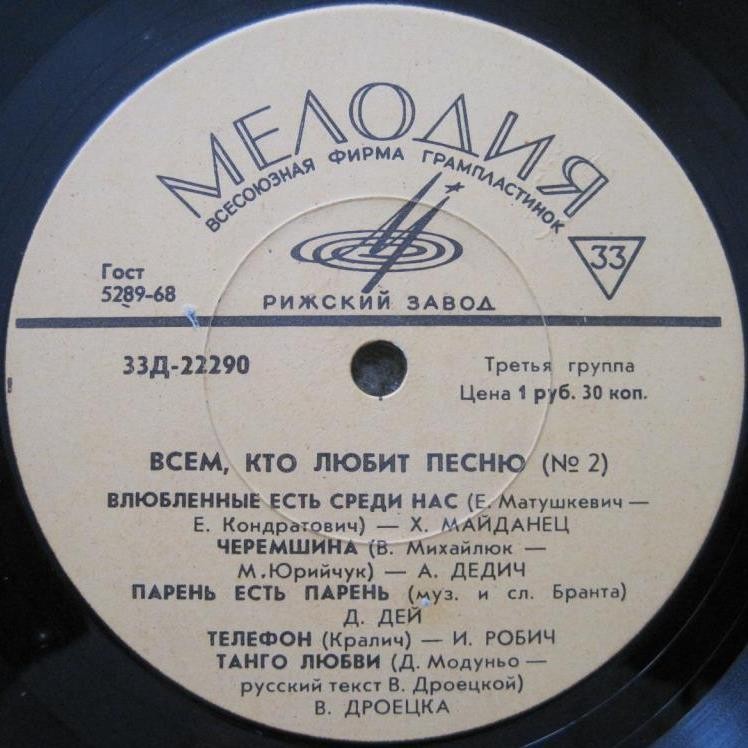 МЕЛОДИЯ
ВСЕСОЮЗНАЯ ФИРМА ГРАМПЛАСТИНОК
33
Гост
5289-68
РИЖСКИЙ ЗАВОД
33Д-22290
Третья группа
Цена 1 руб. 30 коп.
ВСЕМ, КТО ЛЮБИТ ПЕСНЮ (№ 2)
ВЛЮБЛЕННЫЕ ЕСТЬ СРЕДИ НАС (Е. Матушкевич —
Е. Кондратович) — Х. МАЙДАНЕЦ
ЧЕРЕМШИНА (В. Михайлюк —
М.Юрийчук) — А. ДЕДИЧ
ПАРЕНЬ ЕСТЬ ПАРЕНЬ (муз. и сл. Бранта)
Д. ДЕЙ
ТЕЛЕФОН (Кралич) — И. РОБИЧ
ТАНГО ЛЮБВИ (Д. Модуньо —
русский текст В. Дроецкой)
В. ДРОЕЦКА